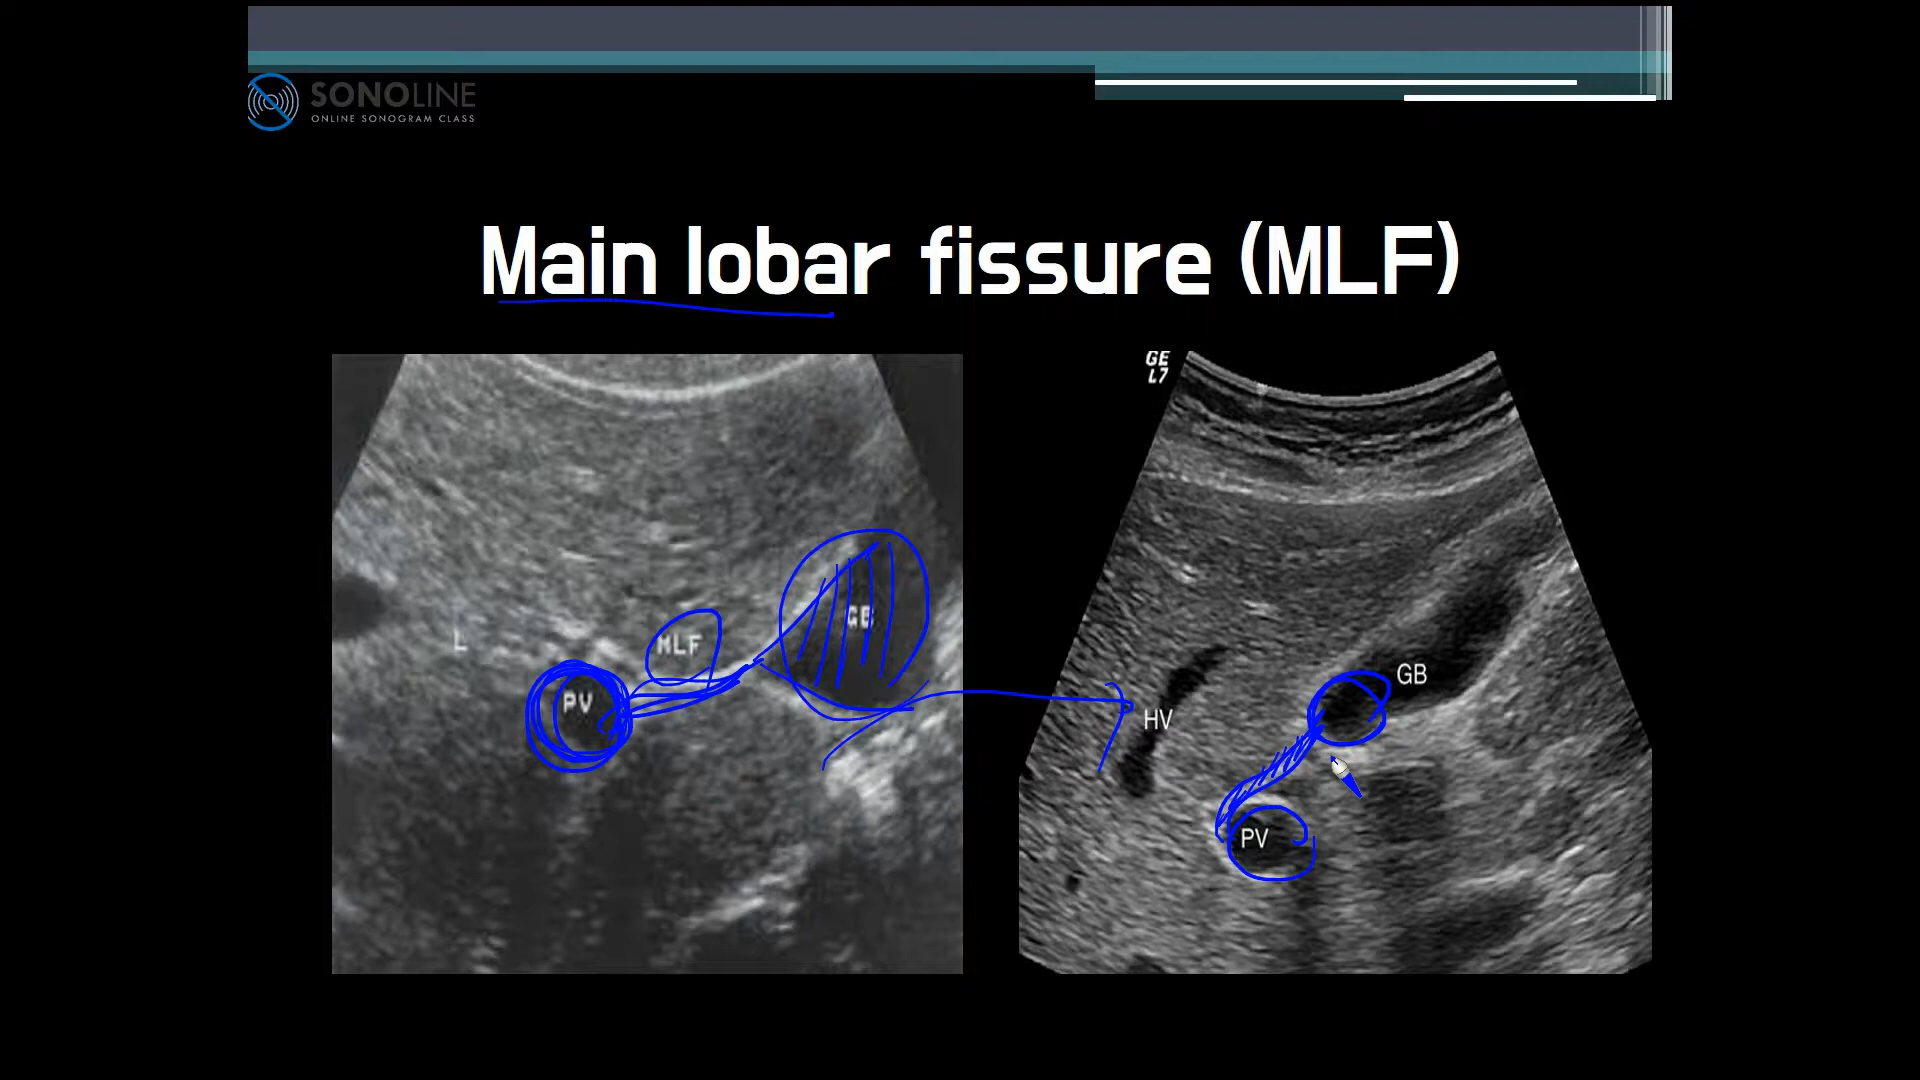 SONOLINE
ONLINE SONOGRAM CLASS
Main lobar fissure (MLF)
GE
L7
GB
MLF
L
PV
GB
HV
PV